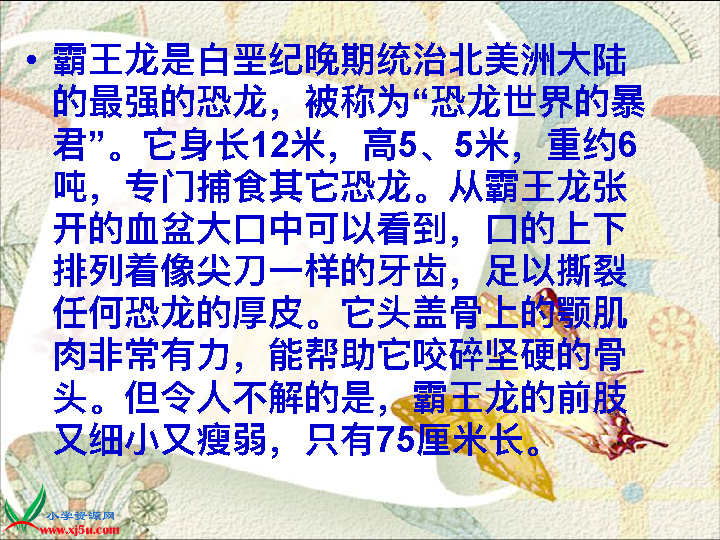 • 霸王龙是白垩纪晚期统治北美洲大陆
的最强的恐龙，被称为“恐龙世界的暴
君”。它身长12米，高5、5米，重约6
吨，专门捕食其它恐龙。从霸王龙张
开的血盆大口中可以看到，口的上下
排列着像尖刀一样的牙齿，足以撕裂
任何恐龙的厚皮。它头盖骨上的颚肌
肉非常有力，能帮助它咬碎坚硬的骨
头。但令人不解的是，霸王龙的前肢
又细小又瘦弱，只有75厘米长。
小学资源网
www.xj5u.com